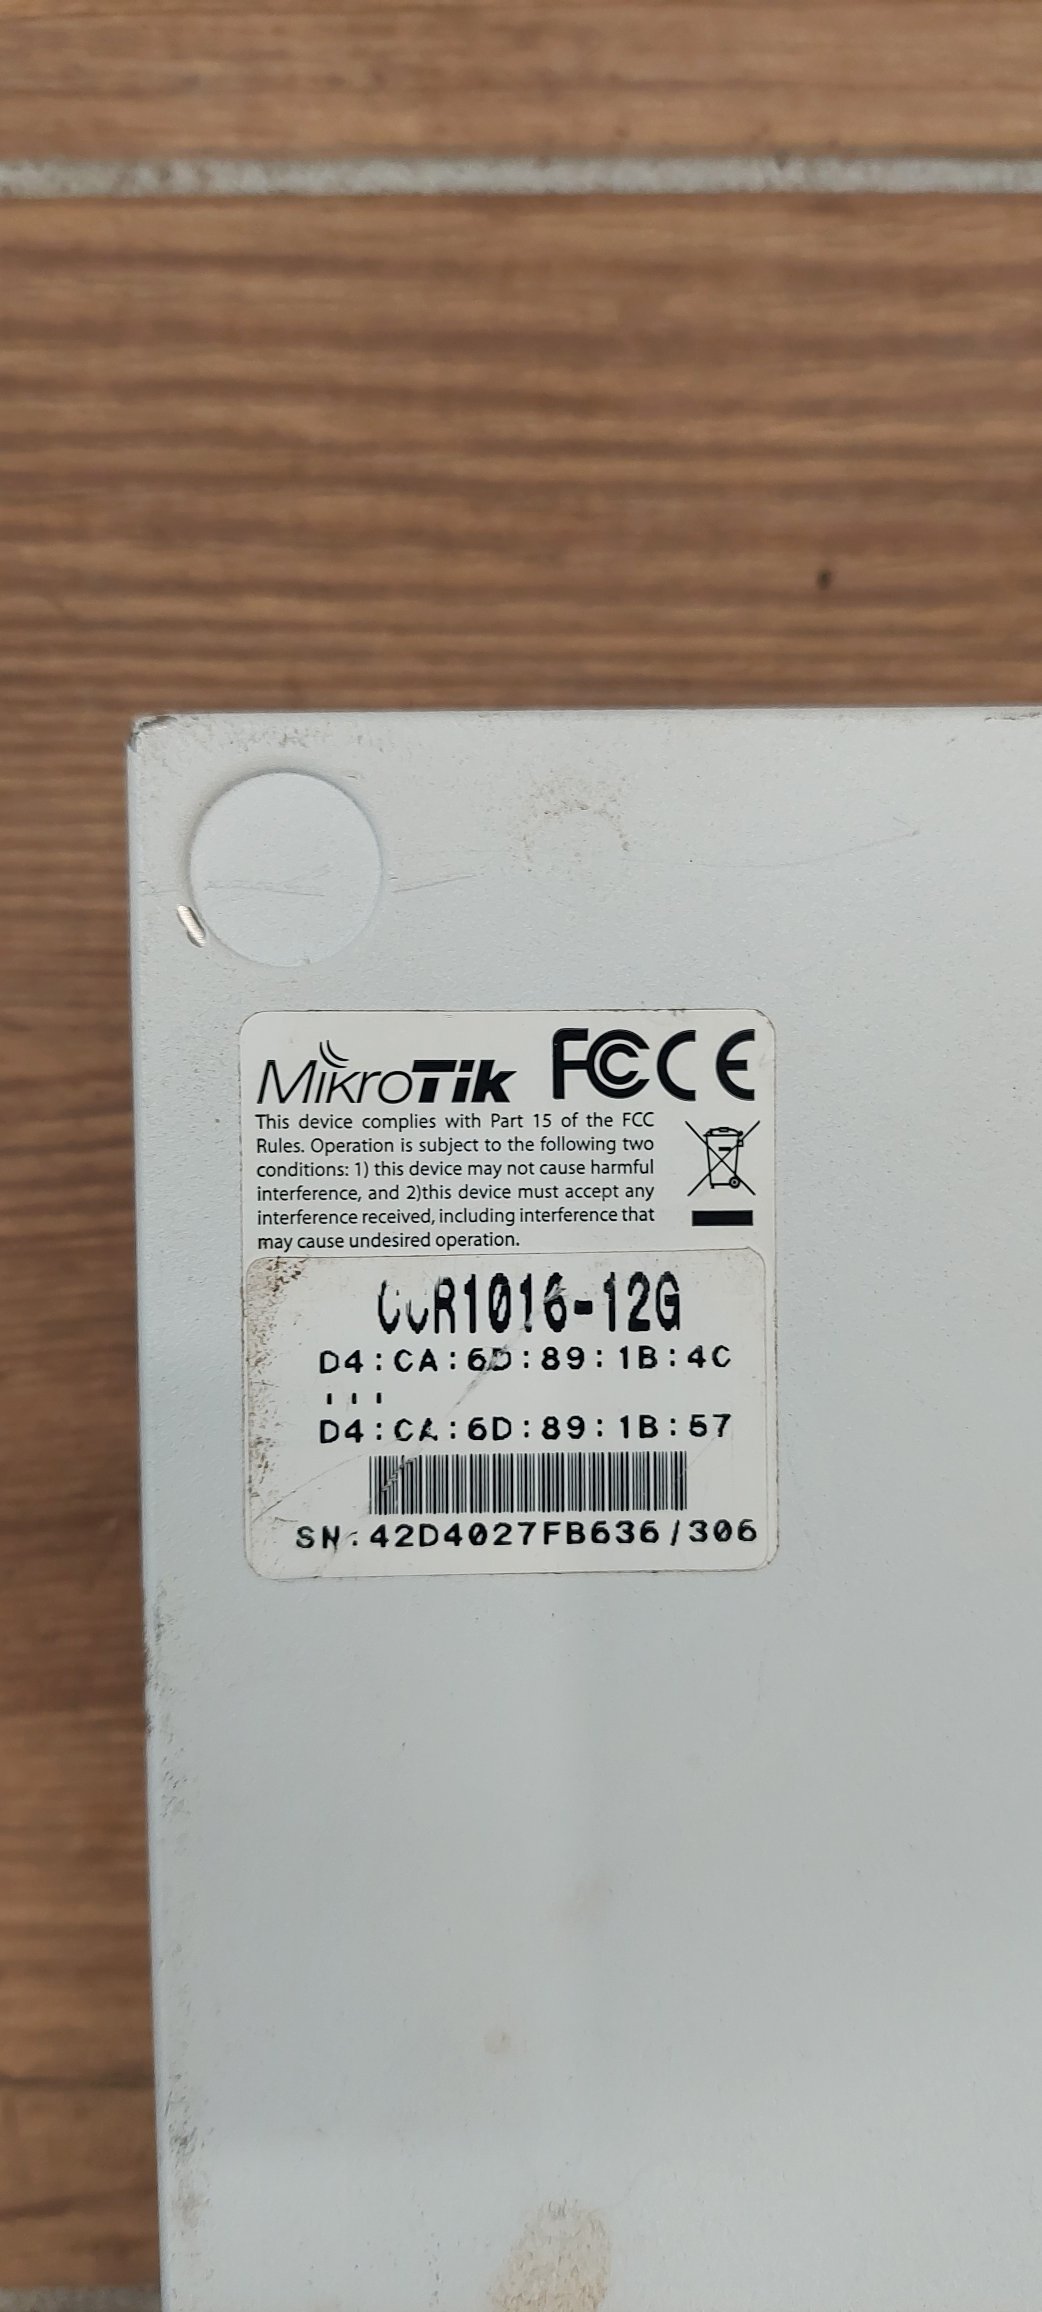 MikroTik FCC CE
This device complies with Part 15 of the FCC
Rules. Operation is subject to the following two
conditions: 1) this device may not cause harmful
interference, and 2)this device must accept any
interference received, including interference that
may cause undesired operation.
CCR1016-12G
D4:CA:6D:89:1B:4C
...
D4:CA:6D:89:1B:57
SN:42D4027FB636/306